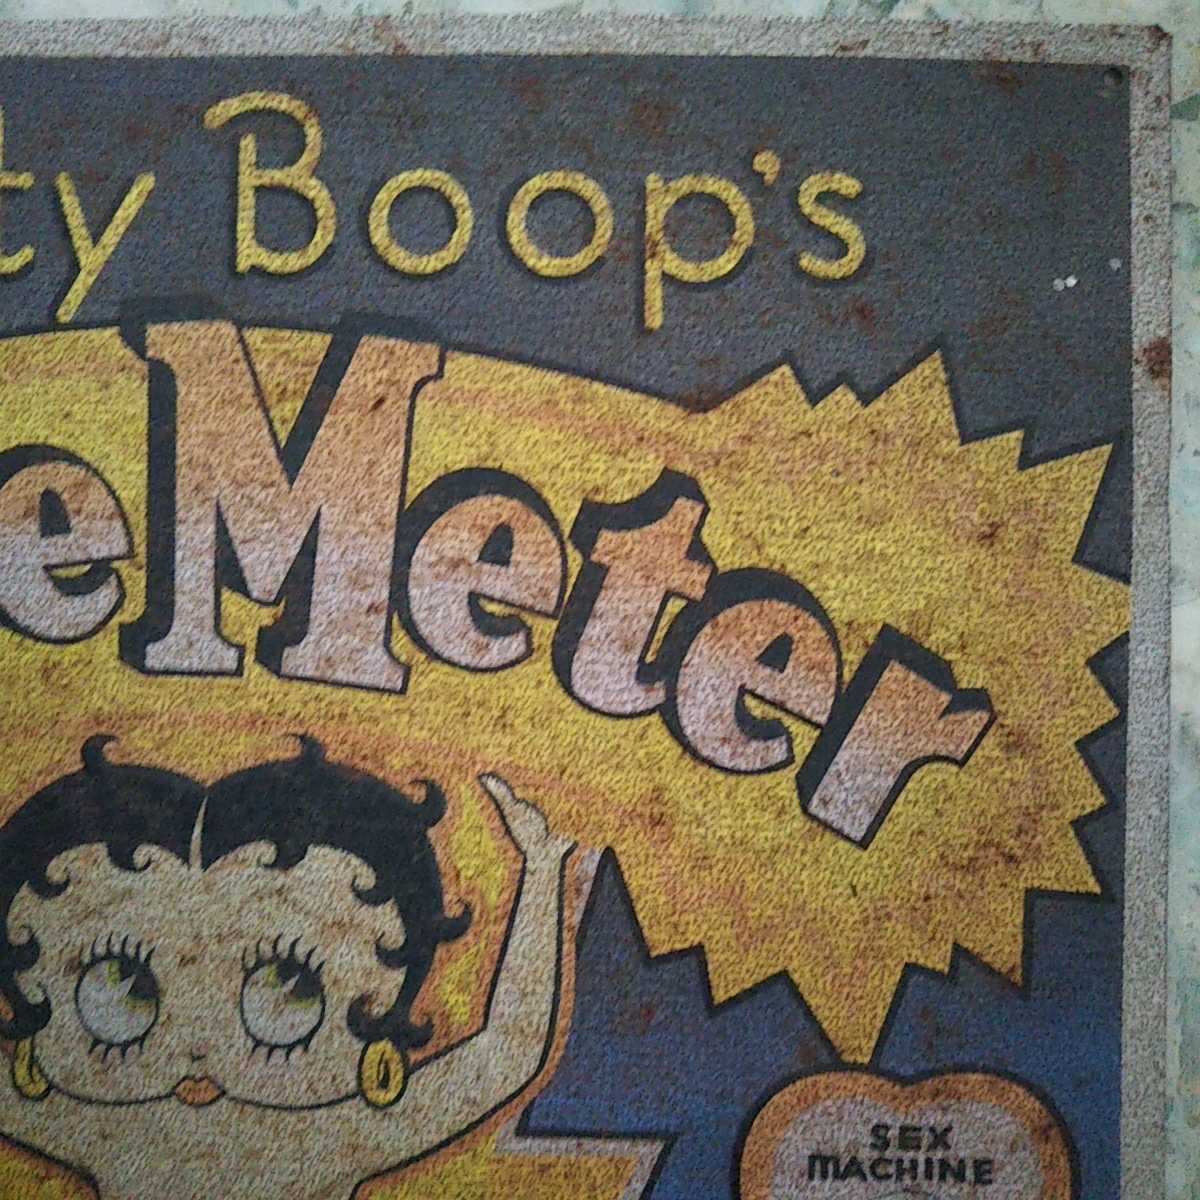 ty Boop's
eMeter
SEX
MACHINE